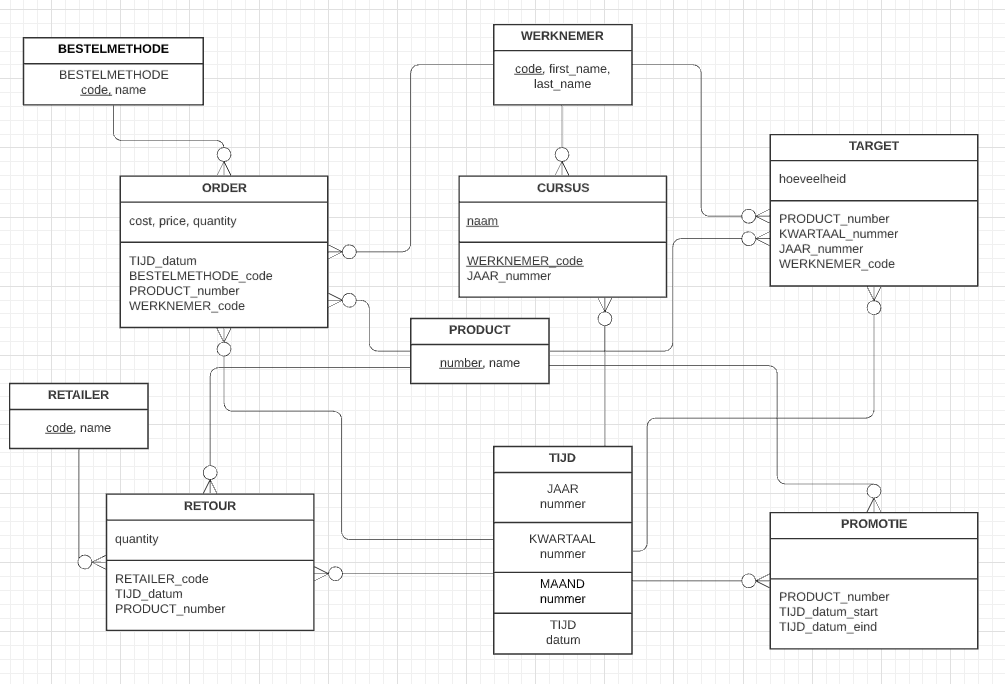 BESTELMETHODE
BESTELMETHODE
code, name
WERKNEMER
code, first_name,
last_name
TARGET
hoeveelheid
PRODUCT_number
KWARTAAL_nummer
JAAR_nummer
WERKNEMER_code
ORDER
cost, price, quantity
TIJD_datum
BESTELMETHODE_code
PRODUCT_number
WERKNEMER_code
CURSUS
naam
WERKNEMER_code
JAAR_nummer
PRODUCT
number, name
RETAILER
code, name
TIJD
JAAR
nummer
KWARTAAL
nummer
MAAND
nummer
TIJD
datum
RETOUR
quantity
RETAILER_code
TIJD_datum
PRODUCT_number
PROMOTIE
PRODUCT_number
TIJD_datum_start
TIJD_datum_eind